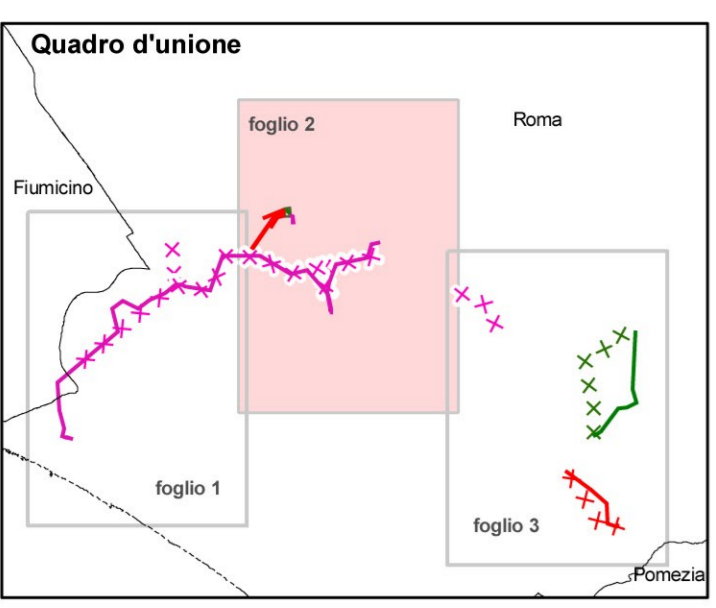 Quadro d'unione
foglio 2
Roma
Fiumicino
foglio 1
foglio 3
Pomezia